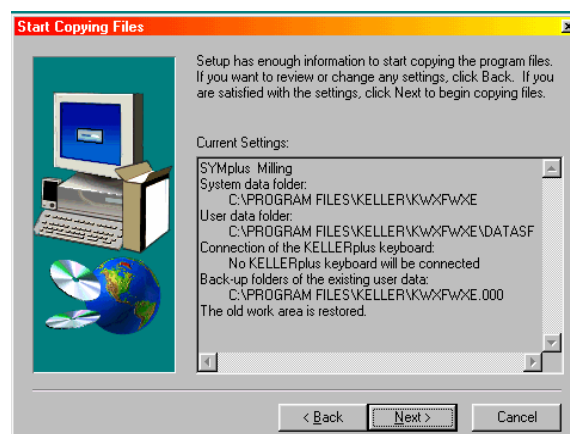 Start Copying Files
Setup has enough information to start copying the program files.
If you want to review or change any settings, click Back. If you
are satisfied with the settings, click Next to begin copying files.
Current Settings:
SYMplus Milling
System data folder:
C:\PROGRAM FILES\KELLER\KWXFWXE
User data folder:
C:\PROGRAM FILES\KELLER\KWXFWXE\DATASF
Connection of the KELLERplus keyboard:
No KELLERplus keyboard will be connected
Back-up folders of the existing user data:
C:\PROGRAM FILES\KELLER\KWXFWXE.000
The old work area is restored.
< Back Next > Cancel